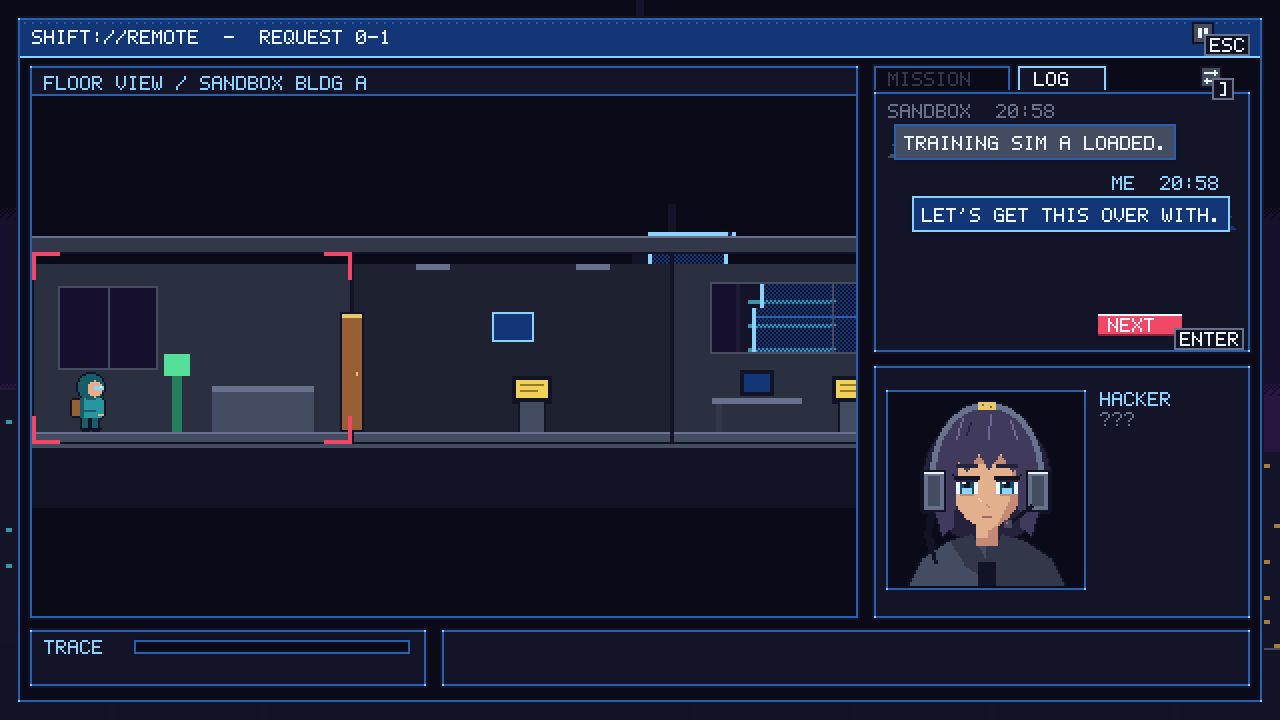 SHIFT://REMOTE - REQUEST 0-1
ESC
FLOOR VIEW / SANDBOX BLDG A
MISSION
LOG
]
SANDBOX 20:58
TRAINING SIM A LOADED.
ME 20:58
LET'S GET THIS OVER WITH.
NEXT
ENTER
HACKER
???
TRACE